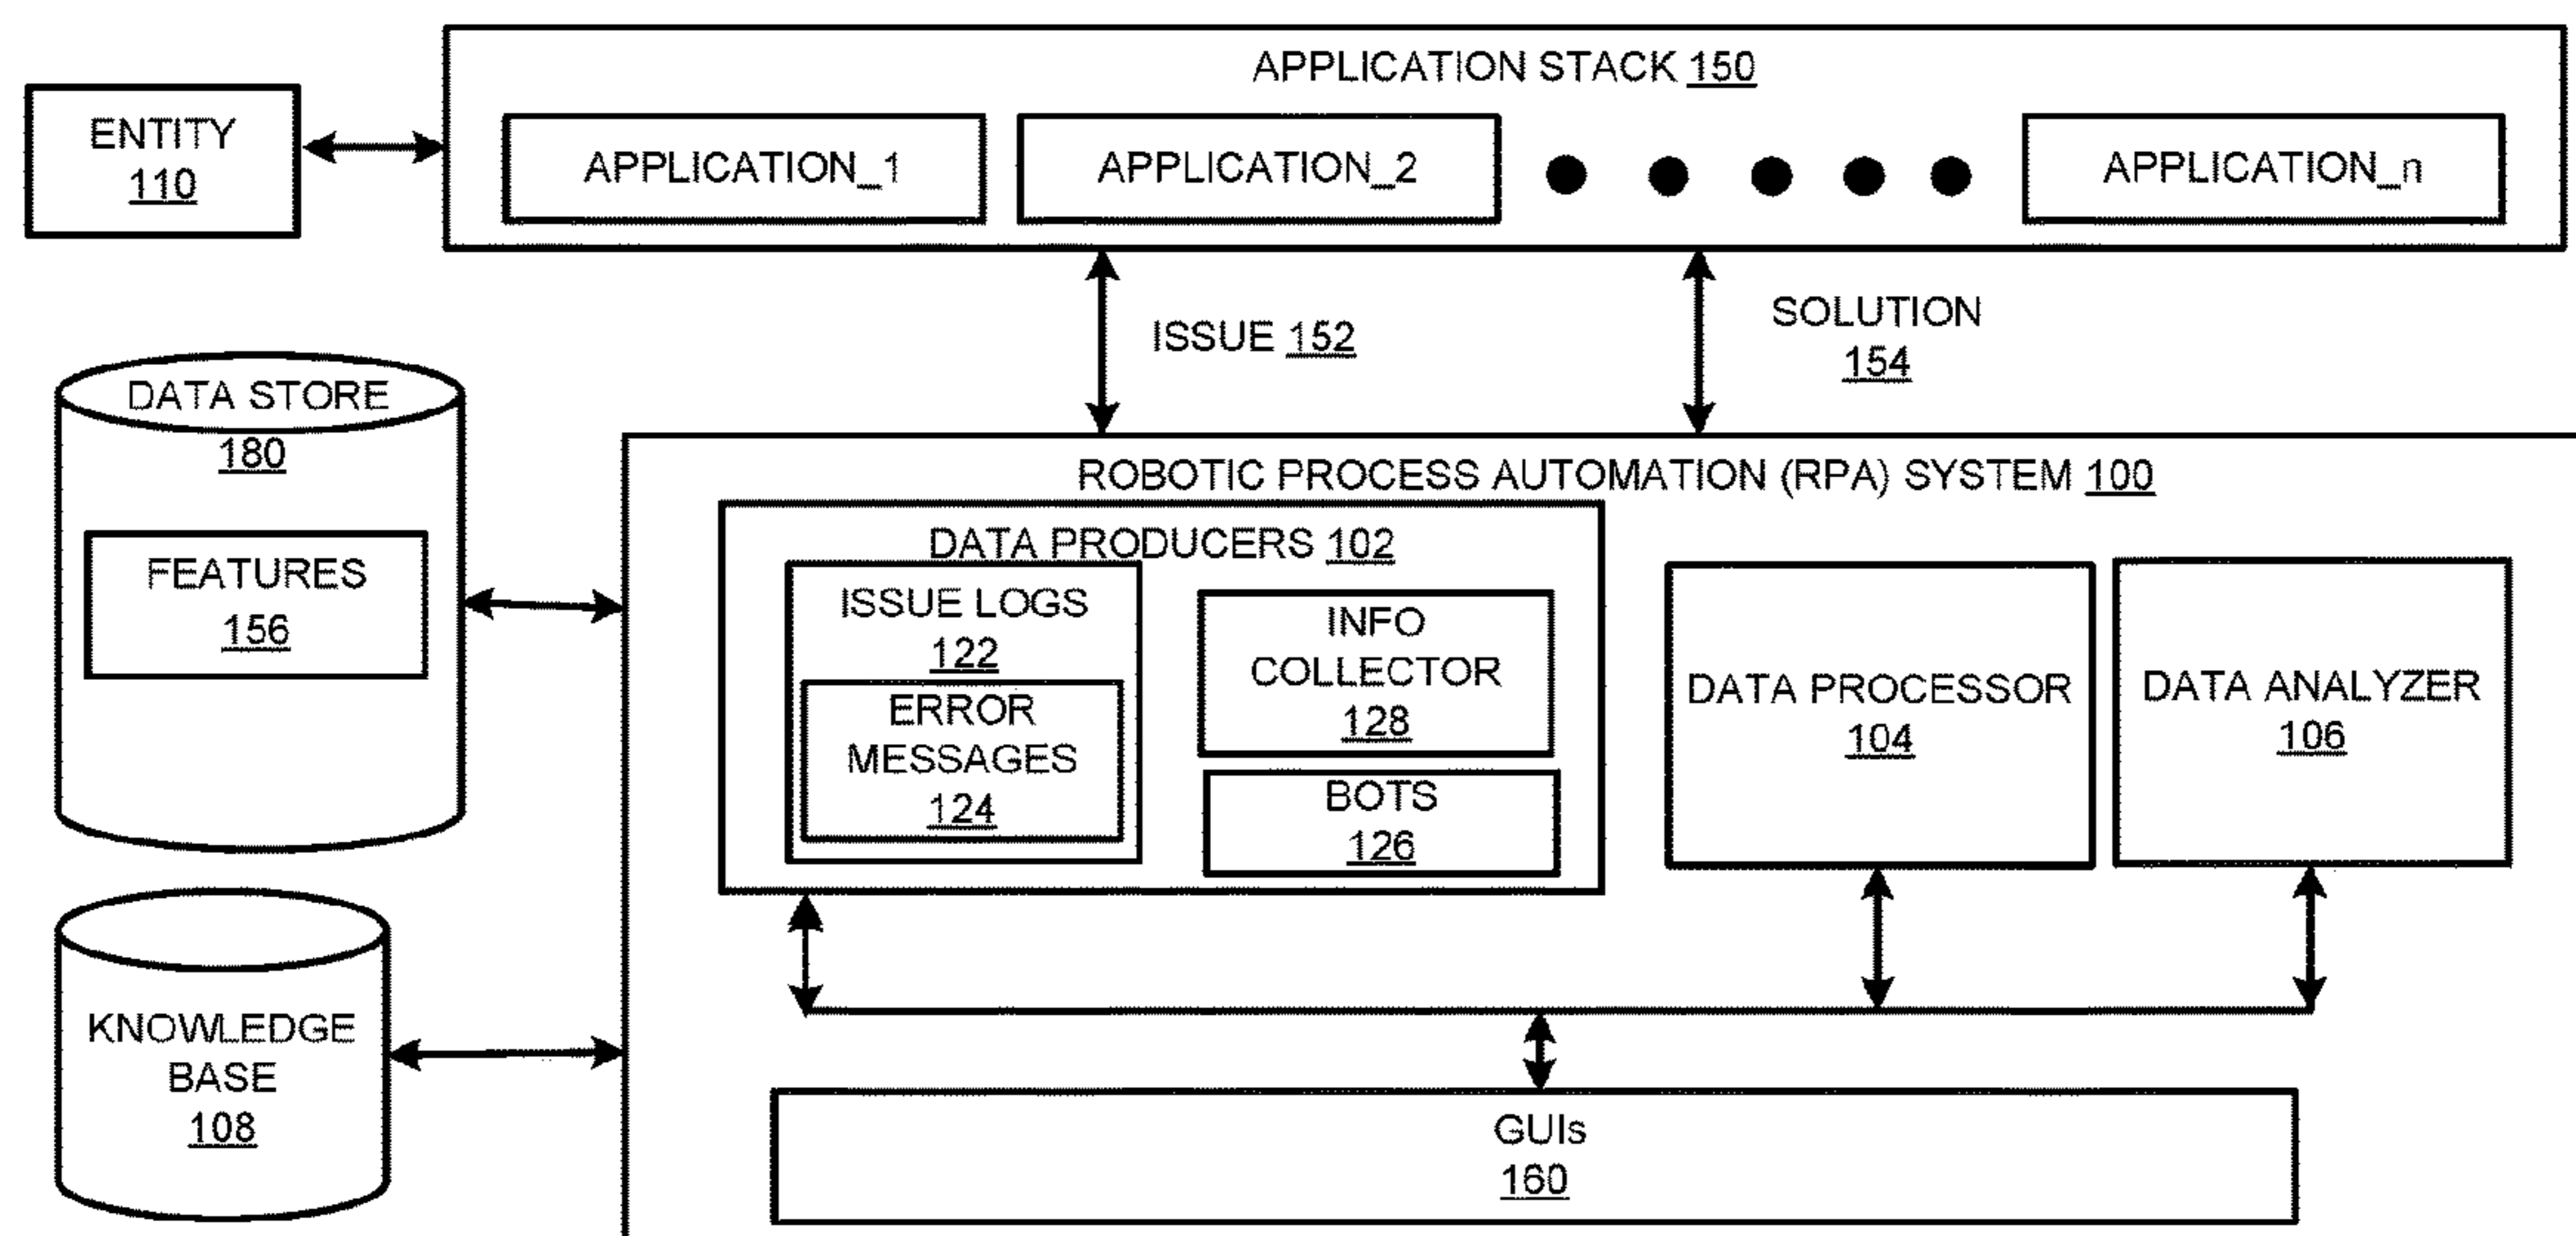 APPLICATION STACK 150
ENTITY
110
APPLICATION_1
APPLICATION_2
APPLICATION_n
ISSUE 152
SOLUTION
154
DATA STORE
180
FEATURES
156
ROBOTIC PROCESS AUTOMATION (RPA) SYSTEM 100
DATA PRODUCERS 102
ISSUE LOGS
122
ERROR
MESSAGES
124
INFO
COLLECTOR
128
BOTS
126
DATA PROCESSOR
104
DATA ANALYZER
106
KNOWLEDGE
BASE
108
GUIs
160